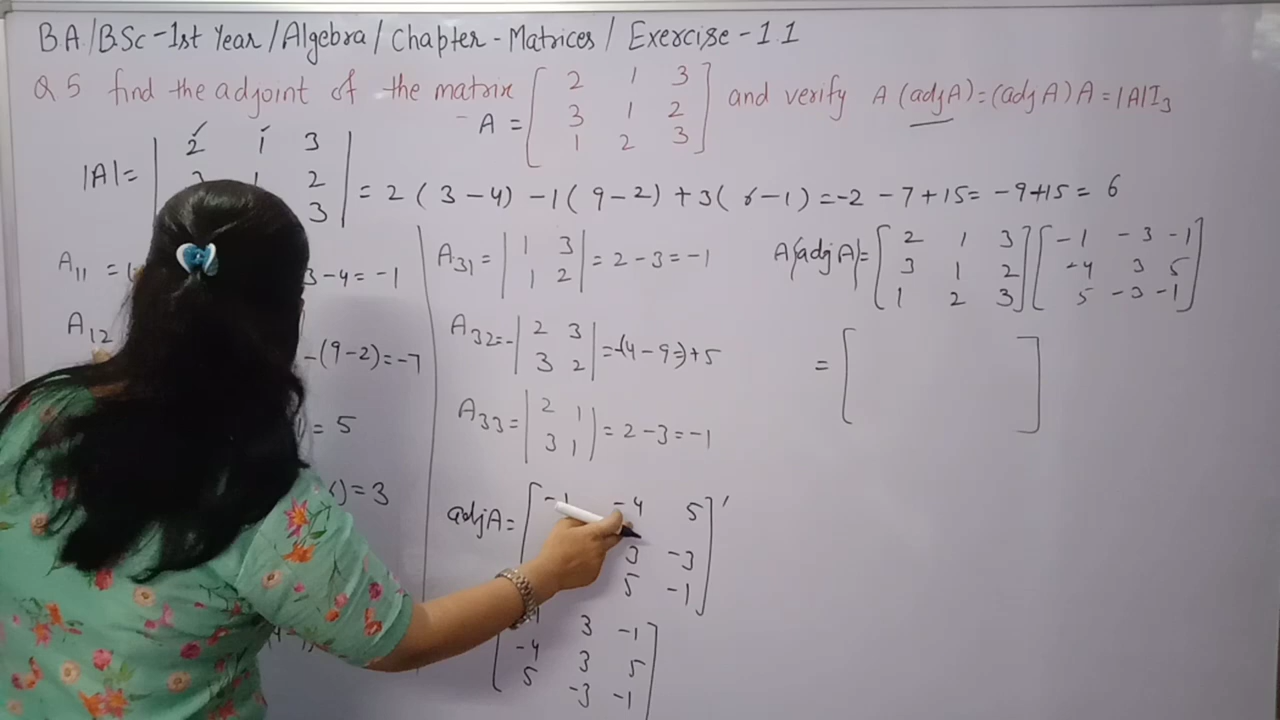 B.A./B.Sc-1st Year/Algebra/Chapter-Matrices/ Exercise-1.1
Q 5 find the adjoint of the matrix A = [ 2 1 3 ; 3 1 2 ; 1 2 3 ] and verify A (adjA)=(adjA)A=|A|I3
|A|= | 2 1 3
2
3 | = 2 ( 3 – 4) –1( 9 –2) + 3( 6 –1) = -2 – 7 +15 = -9+15 = 6
A11 =
3-4 = -1
A12
-(9-2)=-7
= 5
)=3
A31 = | 1 3 ; 1 2 | = 2-3=-1
A32=- | 2 3 ; 3 2 | =-(4-9=)+5
A33= | 2 1 ; 3 1 | = 2-3=-1
adjA= [ -1 -4 5
3 -3
5 -1 ]'
3 -1
-4 3 5
5 -3 -1 ]
A(adjA)= [ 2 1 3 ; 3 1 2 ; 1 2 3 ] [ -1 -3 -1 ; -4 3 5 ; 5 -3 -1 ]
= [ ]